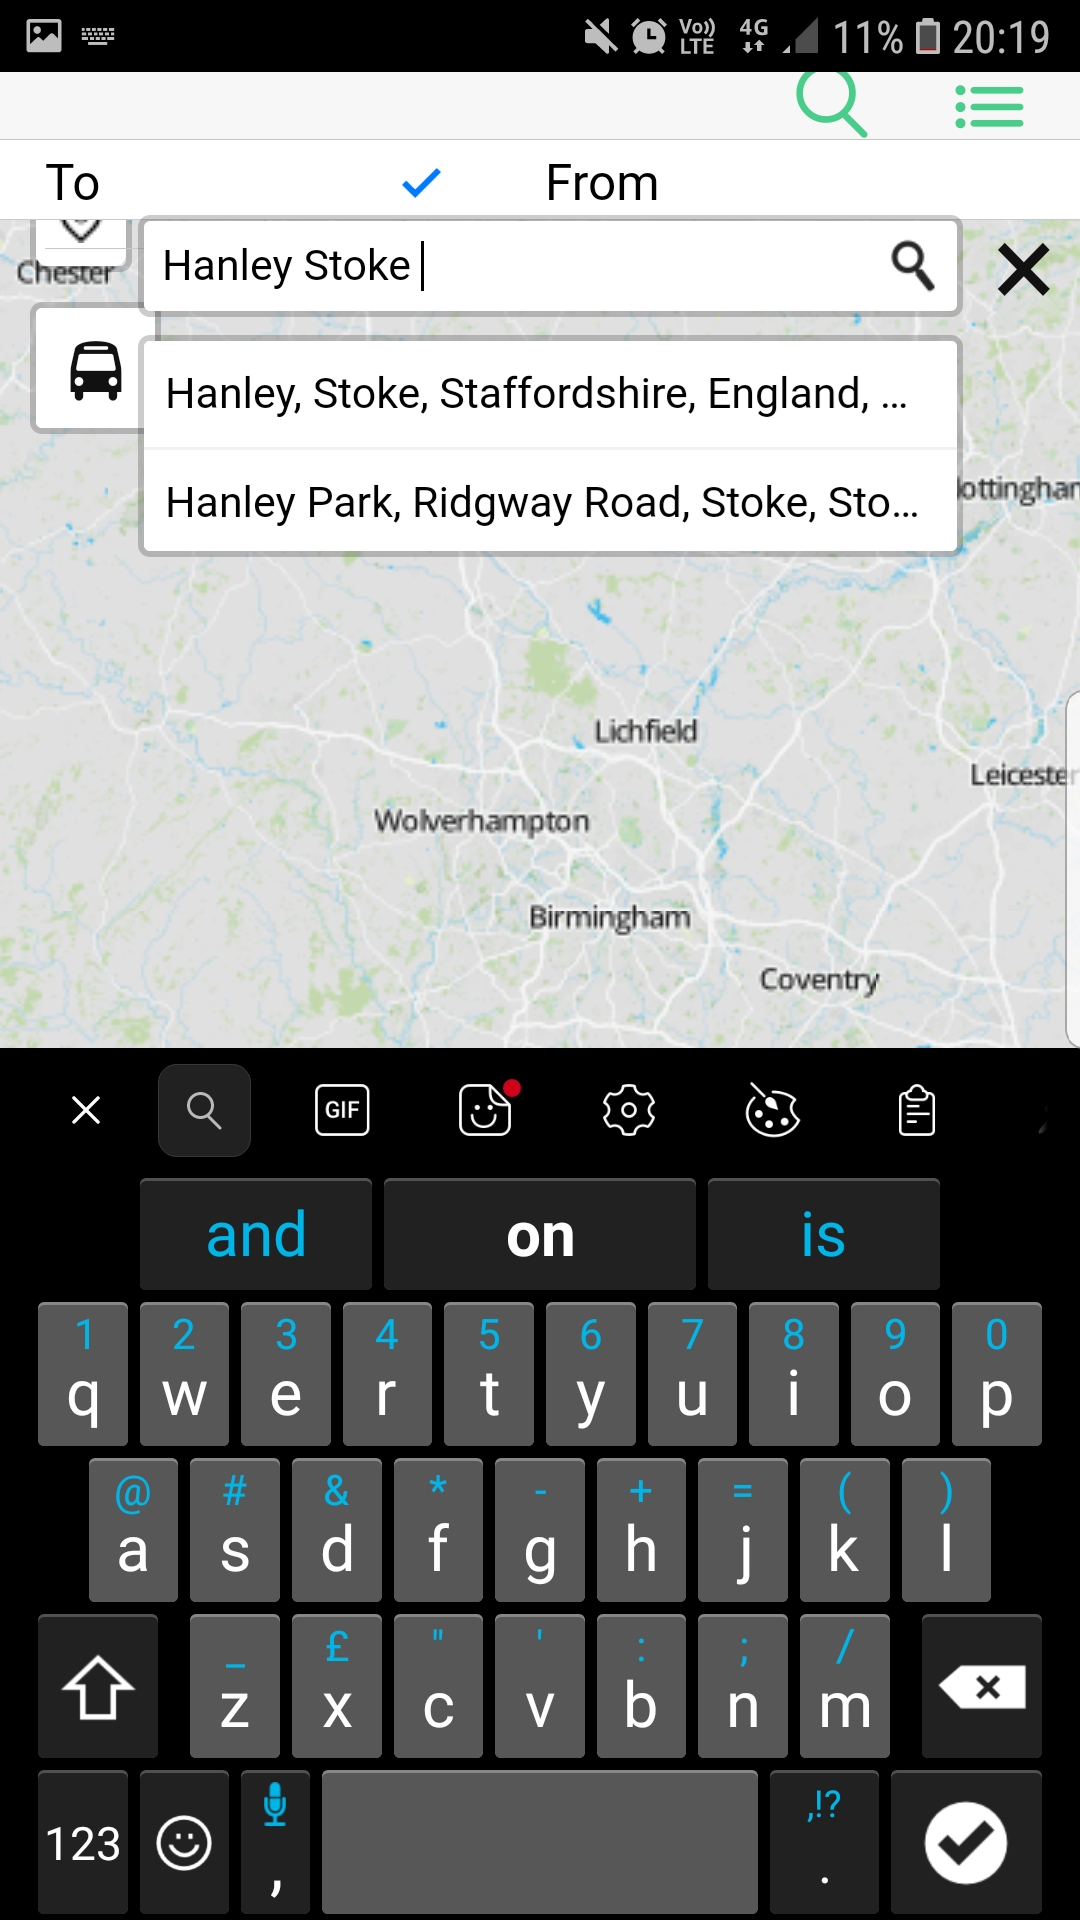 Vo)) LTE 4G 11% 20:19
To From
Hanley Stoke
Chester
Hanley, Stoke, Staffordshire, England, ...
Hanley Park, Ridgway Road, Stoke, Sto...
ottinghan
Lichfield
Leicester
Wolverhampton
Birmingham
Coventry
GIF
and on is
1 2 3 4 5 6 7 8 9 0
q w e r t y u i o p
@ # & * - + = ( )
a s d f g h j k l
_ £ " ' : ; /
z x c v b n m
,!?
123 , .